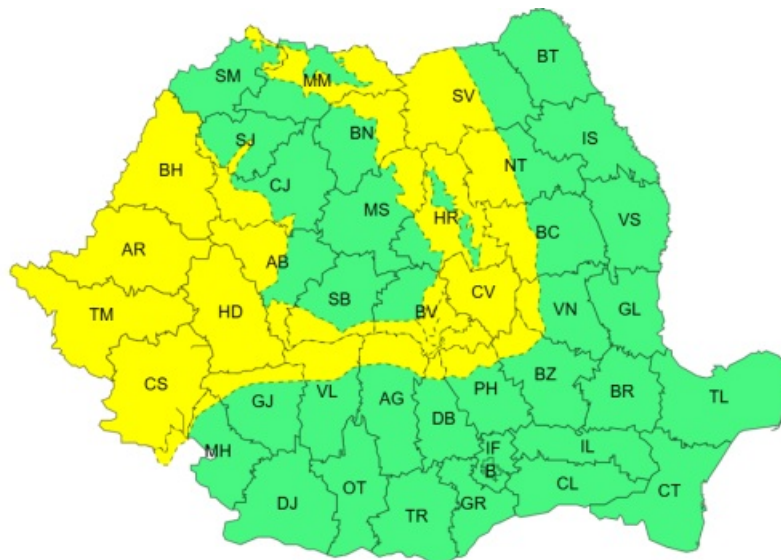 BT
SM
MM
SV
SJ
BN
IS
BH
NT
CJ
MS
HR
BC
VS
AR
AB
CV
TM
HD
SB
BV
VN
GL
CS
GJ
VL
AG
DB
PH
BZ
BR
TL
MH
IF
IL
B
DJ
OT
TR
GR
CL
CT